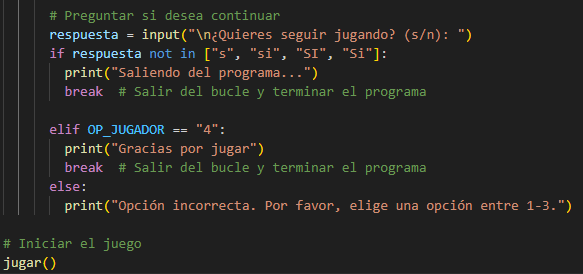 # Preguntar si desea continuar
respuesta = input("\n¿Quieres seguir jugando? (s/n): ")
if respuesta not in ["s", "si", "SI", "Si"]:
print("Saliendo del programa...")
break  # Salir del bucle y terminar el programa
elif OP_JUGADOR == "4":
print("Gracias por jugar")
break  # Salir del bucle y terminar el programa
else:
print("Opción incorrecta. Por favor, elige una opción entre 1-3.")
# Iniciar el juego
jugar()